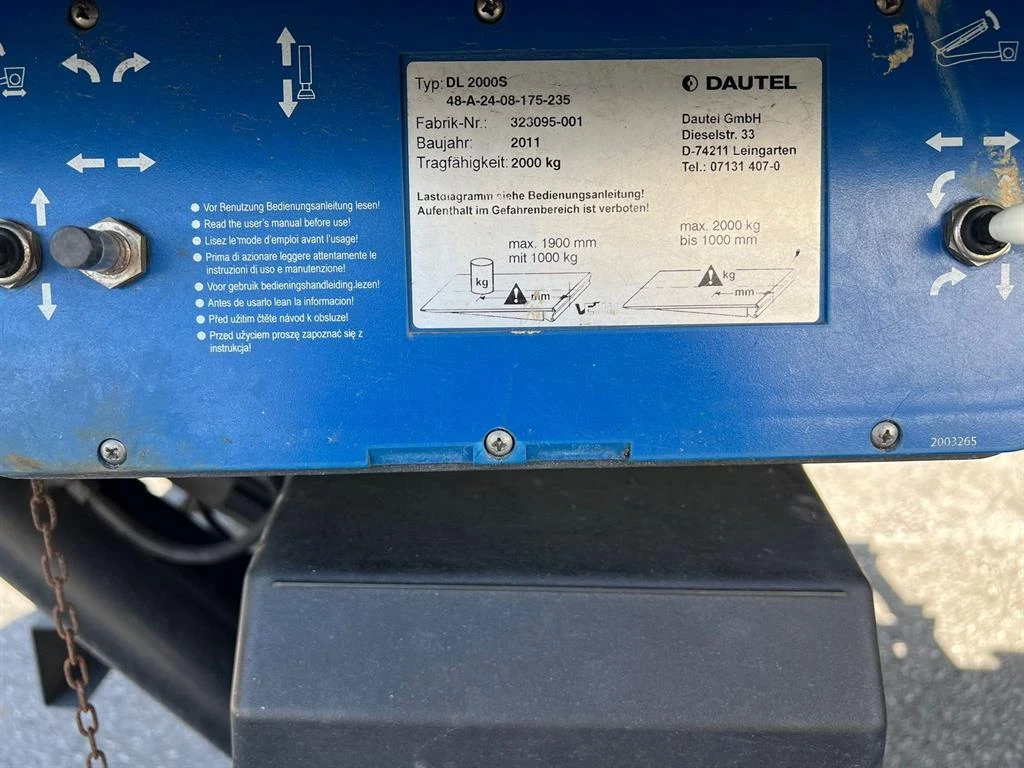 Typ: DL 2000S
48-A-24-08-175-235
Fabrik-Nr.: 323095-001
Baujahr: 2011
Tragfähigkeit: 2000 kg
DAUTEL
Dautel GmbH
Dieselstr. 33
D-74211 Leingarten
Tel.: 07131 407-0
Lastdiagramm siehe Bedienungsanleitung!
Aufenthalt im Gefahrenbereich ist verboten!
max. 1900 mm
mit 1000 kg
kg
mm
max. 2000 kg
bis 1000 mm
kg
mm
Vor Benutzung Bedienungsanleitung lesen!
Read the user's manual before use!
Lisez le mode d'emploi avant l'usage!
Prima di azionare leggere attentamente le
instruzioni di uso e manutenzione!
Voor gebruik bedieningshandleiding lezen!
Antes de usarlo lean la informacion!
Před užitim čtěte návod k obsluze!
Przed użyciem proszę zapoznać się z
instrukcja!
2003265